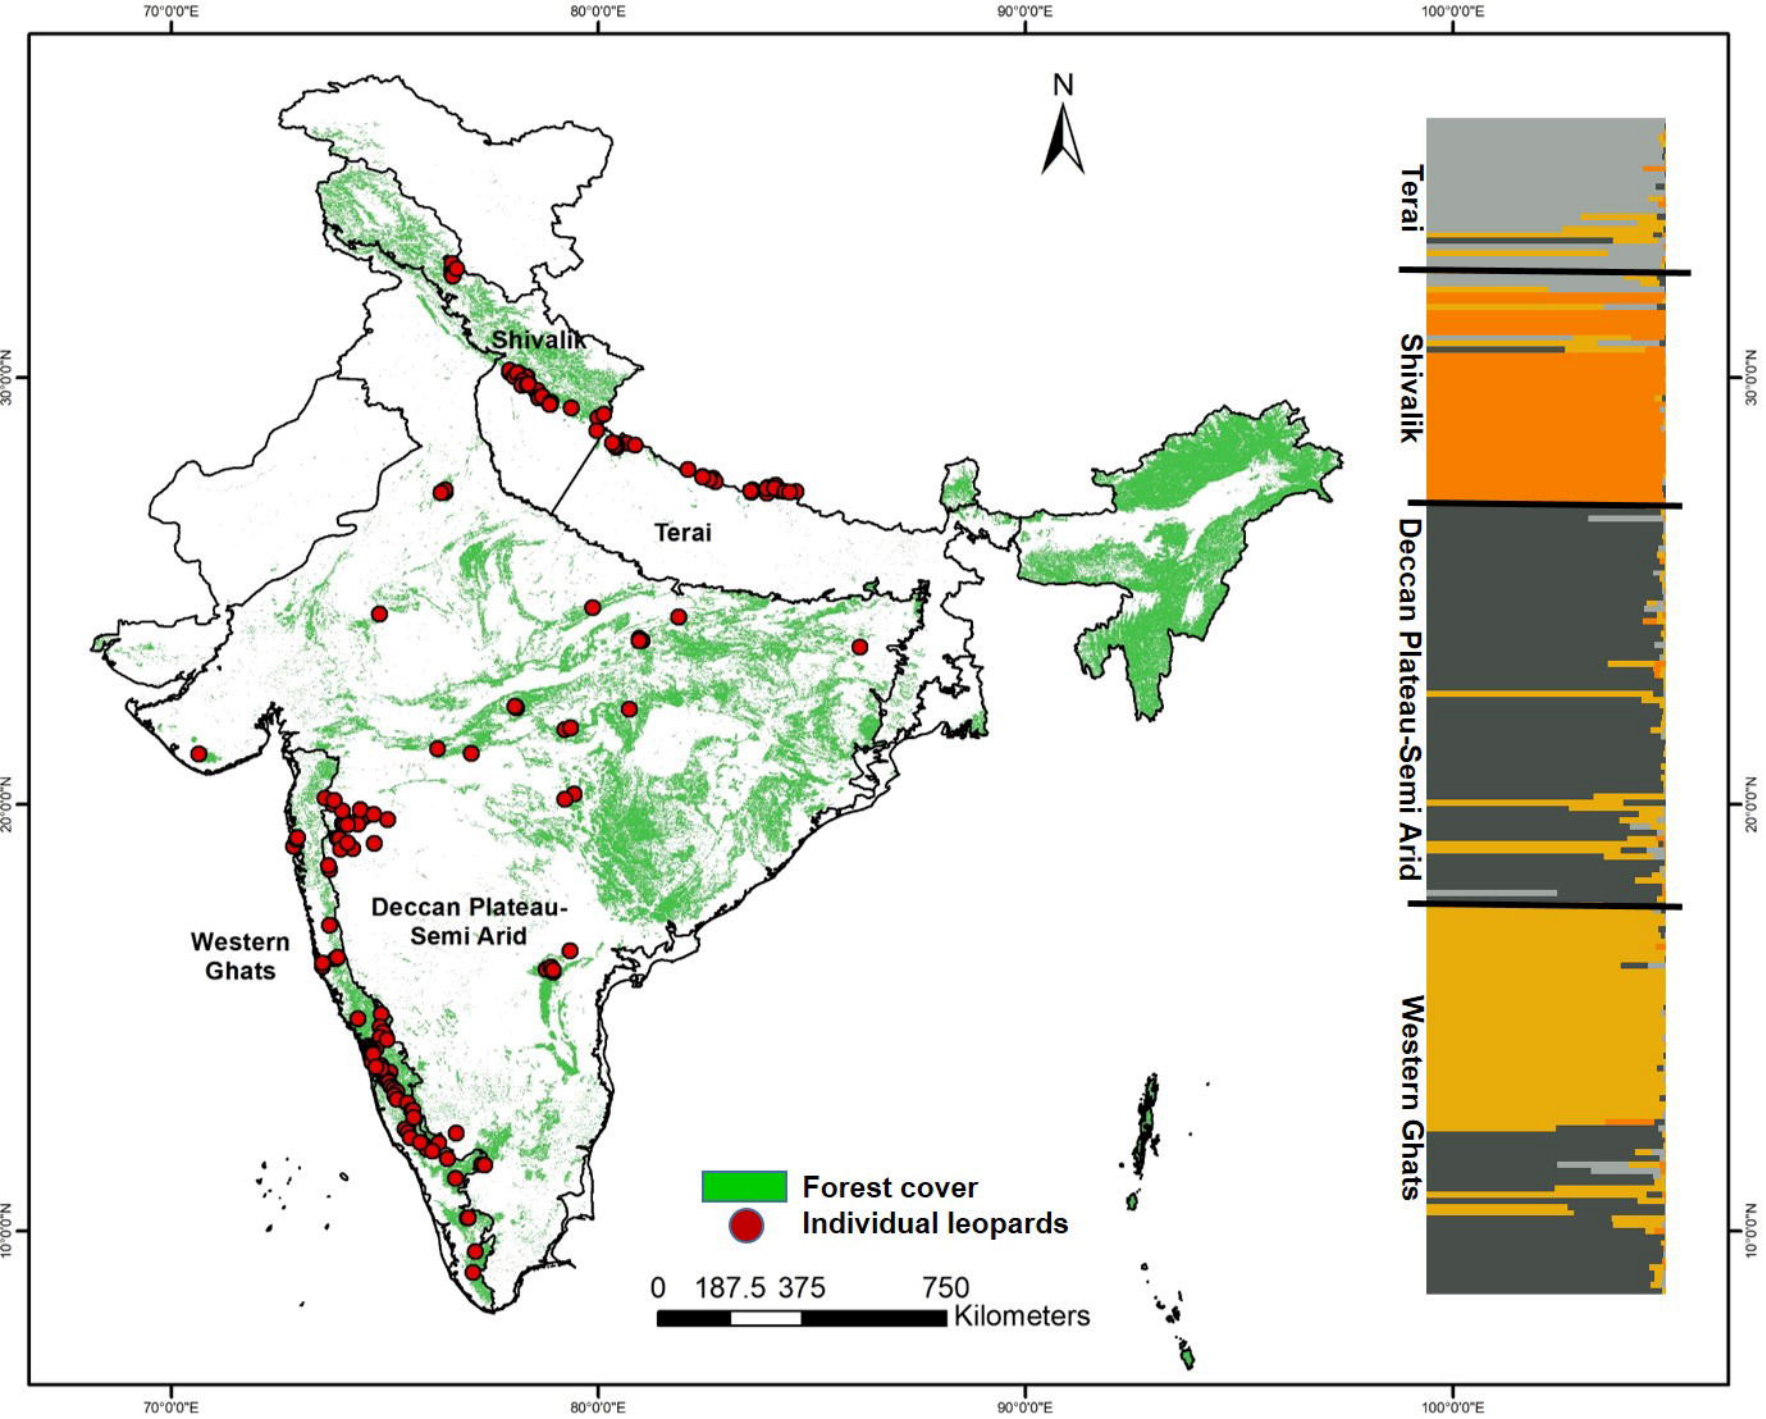 70°0'0"E 80°0'0"E 90°0'0"E 100°0'0"E
N
Terai
Shivalik
Shivalik
30°0'0"N
30°0'0"N
Terai
Deccan Plateau-Semi Arid
20°0'0"N
20°0'0"N
Deccan Plateau-
Semi Arid
Western
Ghats
Western Ghats
Forest cover
Individual leopards
10°0'0"N
10°0'0"N
0 187.5 375 750
Kilometers
70°0'0"E 80°0'0"E 90°0'0"E 100°0'0"E